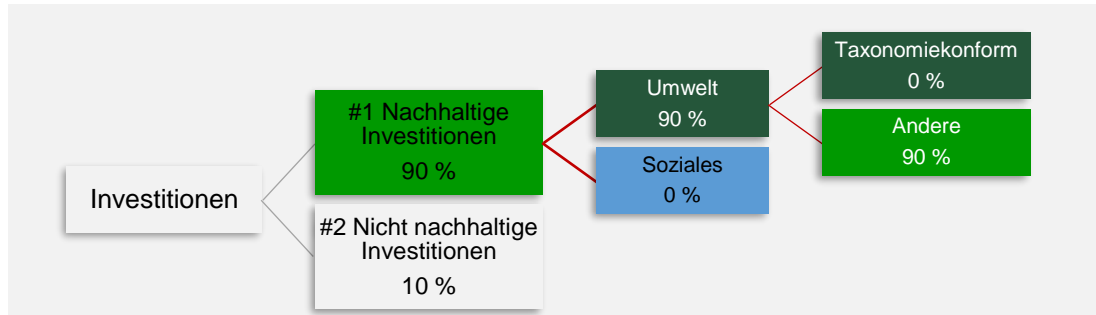 Investitionen
#1 Nachhaltige
Investitionen
90 %
#2 Nicht nachhaltige
Investitionen
10 %
Umwelt
90 %
Soziales
0 %
Taxonomiekonform
0 %
Andere
90 %